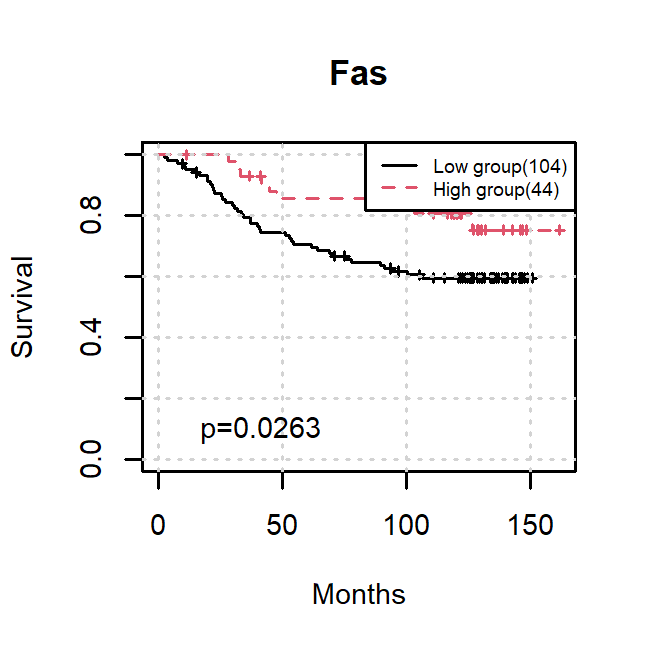 Fas
Low group(104)
High group(44)
0.8
0.4
0.0
Survival
p=0.0263
0 50 100 150
Months